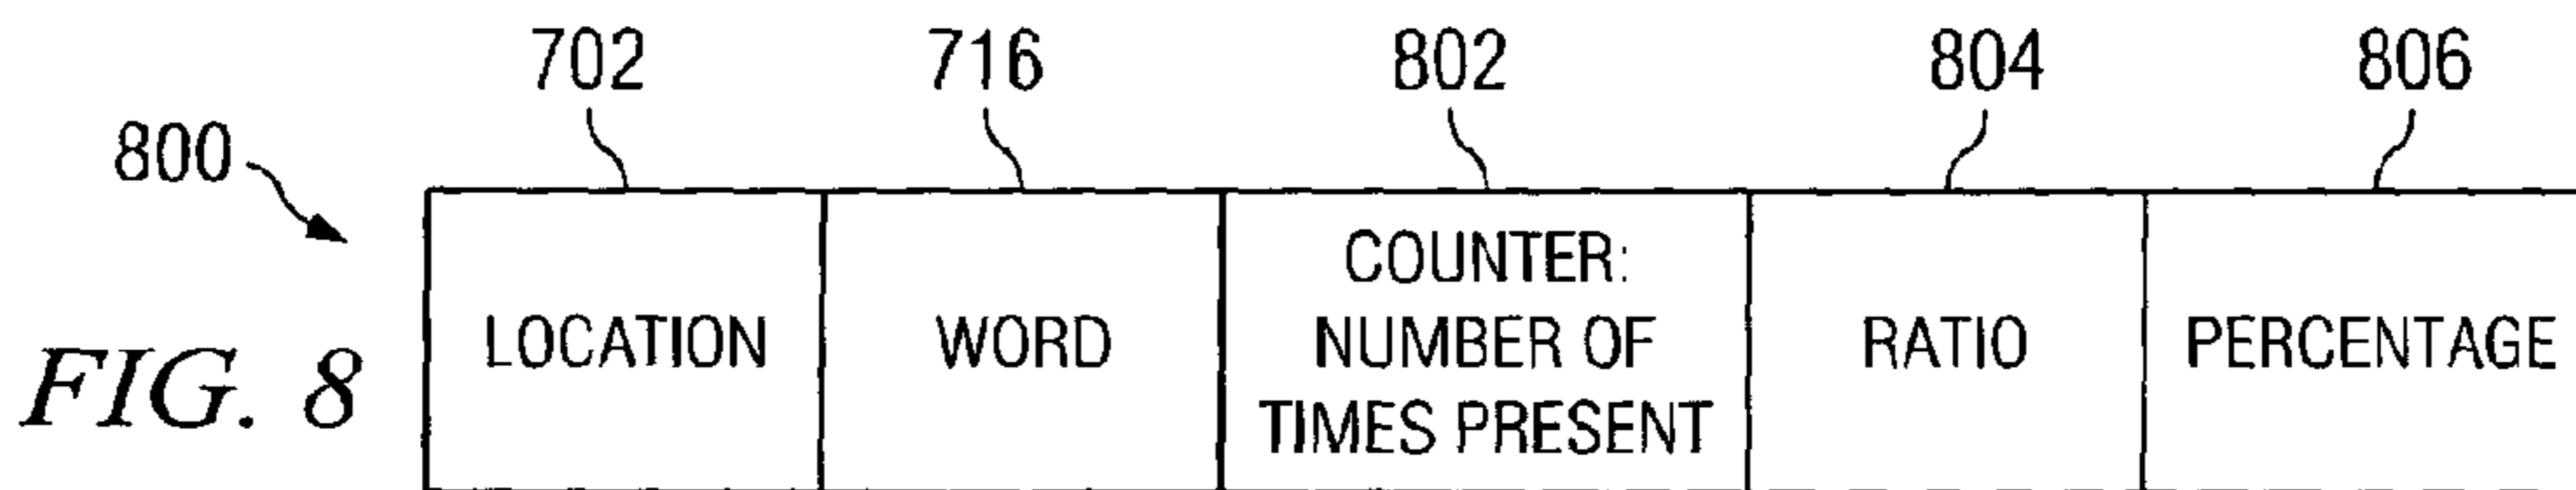 702 716 802 804 806
800
FIG. 8
LOCATION
WORD
COUNTER:
NUMBER OF
TIMES PRESENT
RATIO
PERCENTAGE